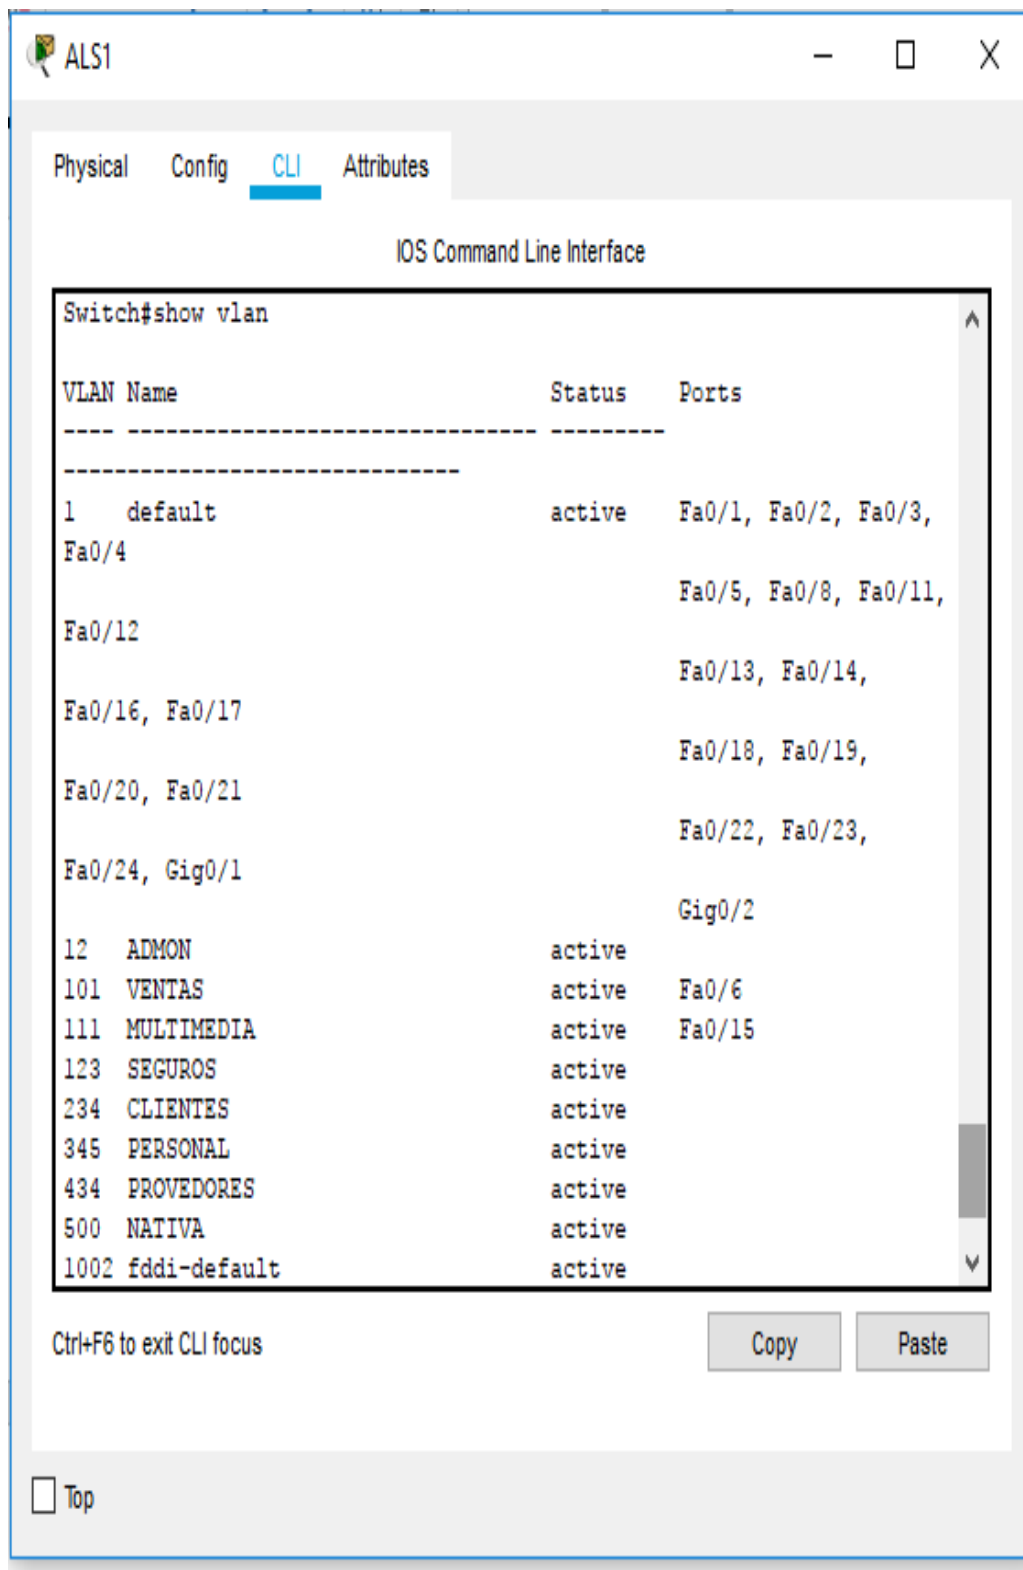 ALS1
Physical Config CLI Attributes
IOS Command Line Interface
Switch#show vlan
VLAN Name Status Ports
---- -------------------------------- ---------
-------------------------------
1 default active Fa0/1, Fa0/2, Fa0/3,
Fa0/4
Fa0/5, Fa0/8, Fa0/11,
Fa0/12
Fa0/13, Fa0/14,
Fa0/16, Fa0/17
Fa0/18, Fa0/19,
Fa0/20, Fa0/21
Fa0/22, Fa0/23,
Fa0/24, Gig0/1
Gig0/2
12 ADMON active
101 VENTAS active Fa0/6
111 MULTIMEDIA active Fa0/15
123 SEGUROS active
234 CLIENTES active
345 PERSONAL active
434 PROVEDORES active
500 NATIVA active
1002 fddi-default active
Ctrl+F6 to exit CLI focus
Copy Paste
Top